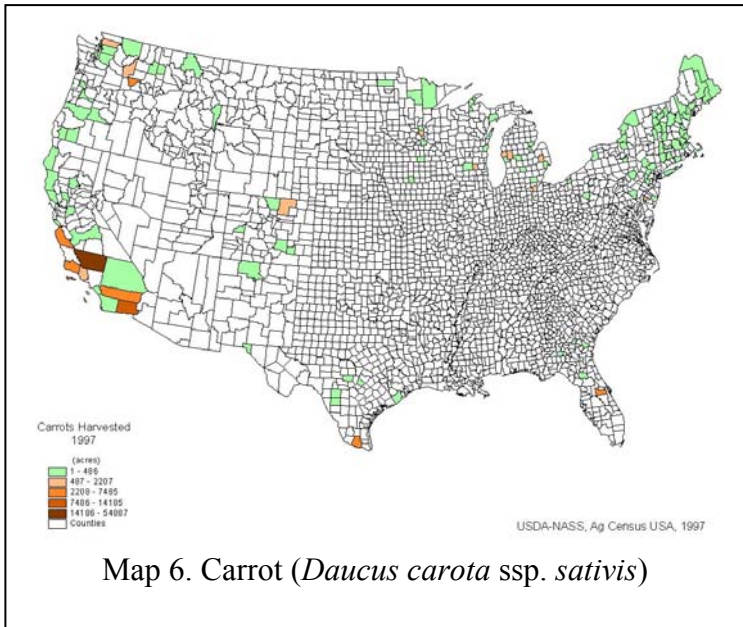 Carrots Harvested
1997
(acres)
1 - 486
487 - 2207
2208 - 7485
7486 - 14185
14186 - 54887
Counties
USDA-NASS, Ag Census USA, 1997
Map 6. Carrot (Daucus carota ssp. sativis)